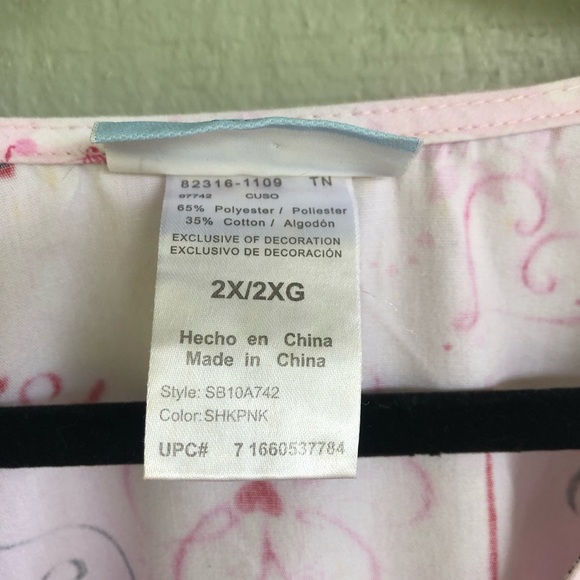 82316-1109 TN
07742 CUSO
65% Polyester / Poliester
35% Cotton / Algodón
EXCLUSIVE OF DECORATION
EXCLUSIVO DE DECORACIÓN
2X/2XG
Hecho en China
Made in China
Style: SB10A742
Color: SHKPNK
UPC# 7 1660537784